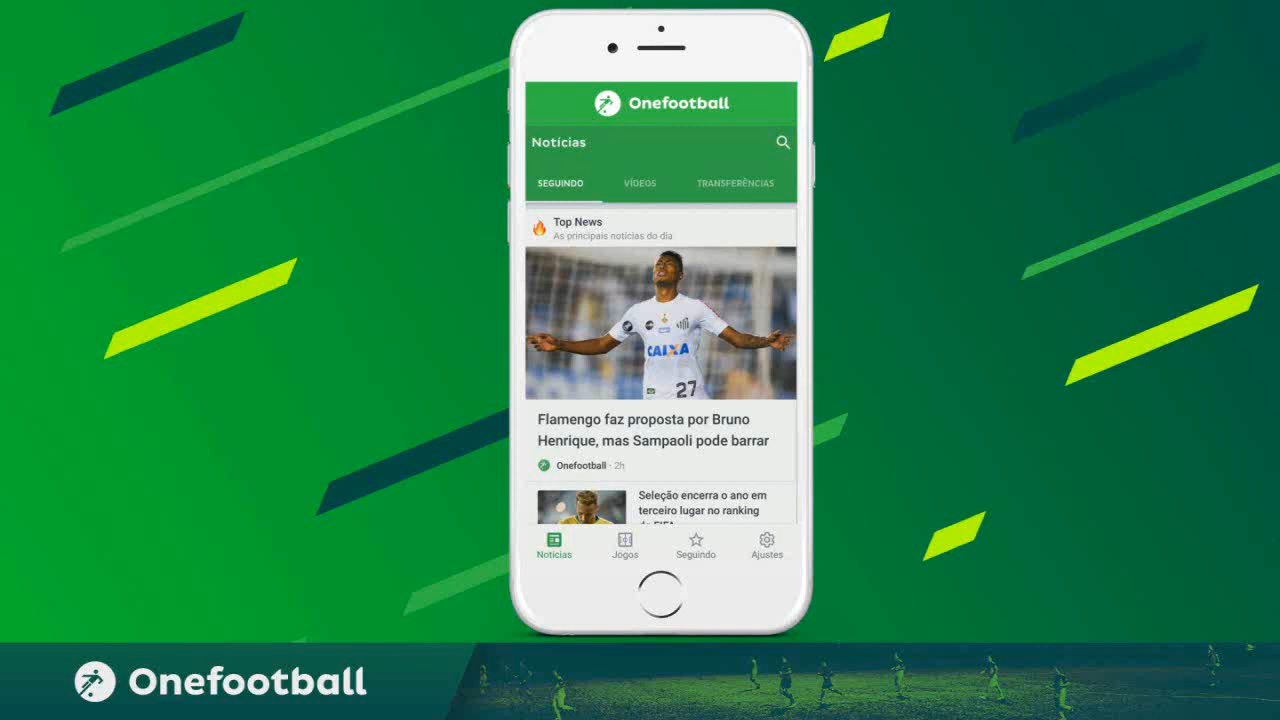 Onefootball
Notícias
SEGUINDO VÍDEOS TRANSFERÊNCIAS
Top News
As principais notícias do dia
CAIXA
27
Flamengo faz proposta por Bruno
Henrique, mas Sampaoli pode barrar
Onefootball · 2h
Seleção encerra o ano em
terceiro lugar no ranking
da FIFA
Notícias Jogos Seguindo Ajustes
Onefootball